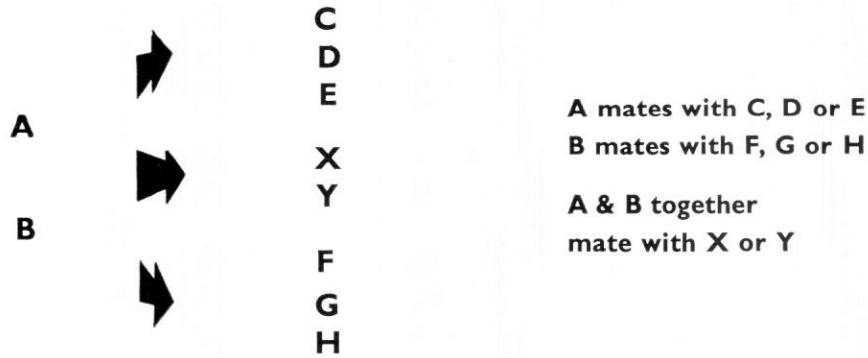 A
B
C
D
E
X
Y
F
G
H
A mates with C, D or E
B mates with F, G or H
A & B together
mate with X or Y